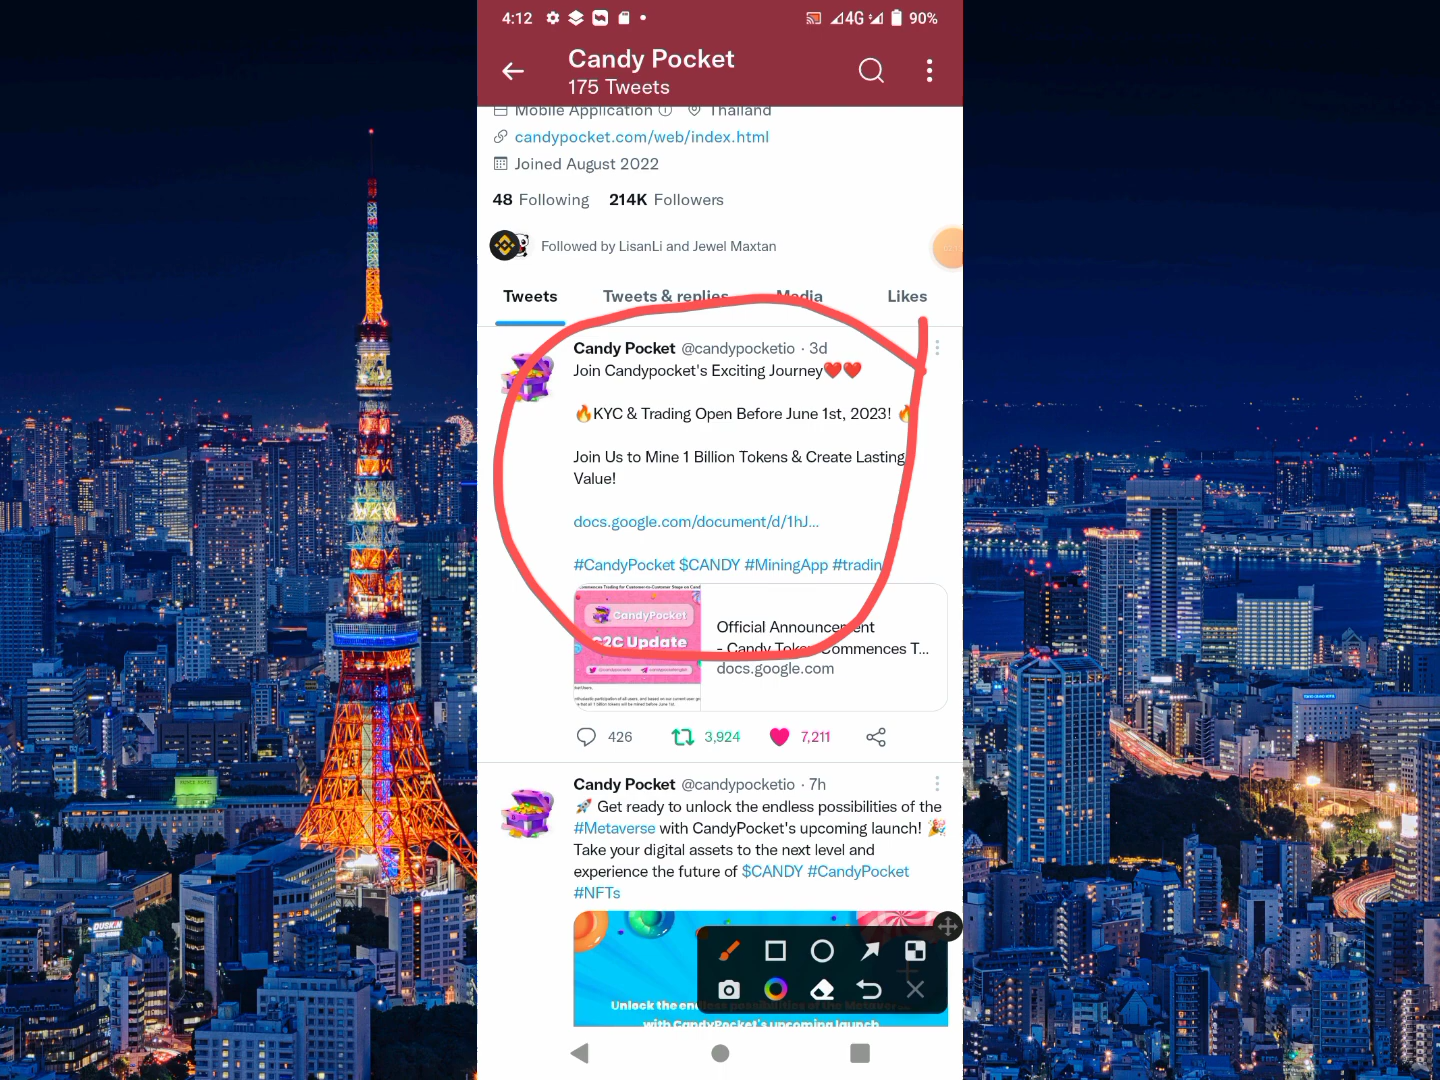 4:12
4G
90%
Candy Pocket
175 Tweets
Mobile Application
Thailand
candypocket.com/web/index.html
Joined August 2022
48 Following 214K Followers
Followed by LisanLi and Jewel Maxtan
Tweets Tweets & replies Media Likes
Candy Pocket @candypocketio · 3d
Join Candypocket's Exciting Journey❤️❤️
🔥KYC & Trading Open Before June 1st, 2023! 🔥
Join Us to Mine 1 Billion Tokens & Create Lasting
Value!
docs.google.com/document/d/1hJ...
#CandyPocket $CANDY #MiningApp #tradin
CandyPocket
C2C Update
Official Announcement
- Candy Token Commences T...
docs.google.com
426 3,924 7,211
Candy Pocket @candypocketio · 7h
🚀 Get ready to unlock the endless possibilities of the
#Metaverse with CandyPocket's upcoming launch! 🎉
Take your digital assets to the next level and
experience the future of $CANDY #CandyPocket
#NFTs
Unlock the endless possibilities of the Metaverse
with CandyPocket's upcoming launch
DUSKIN